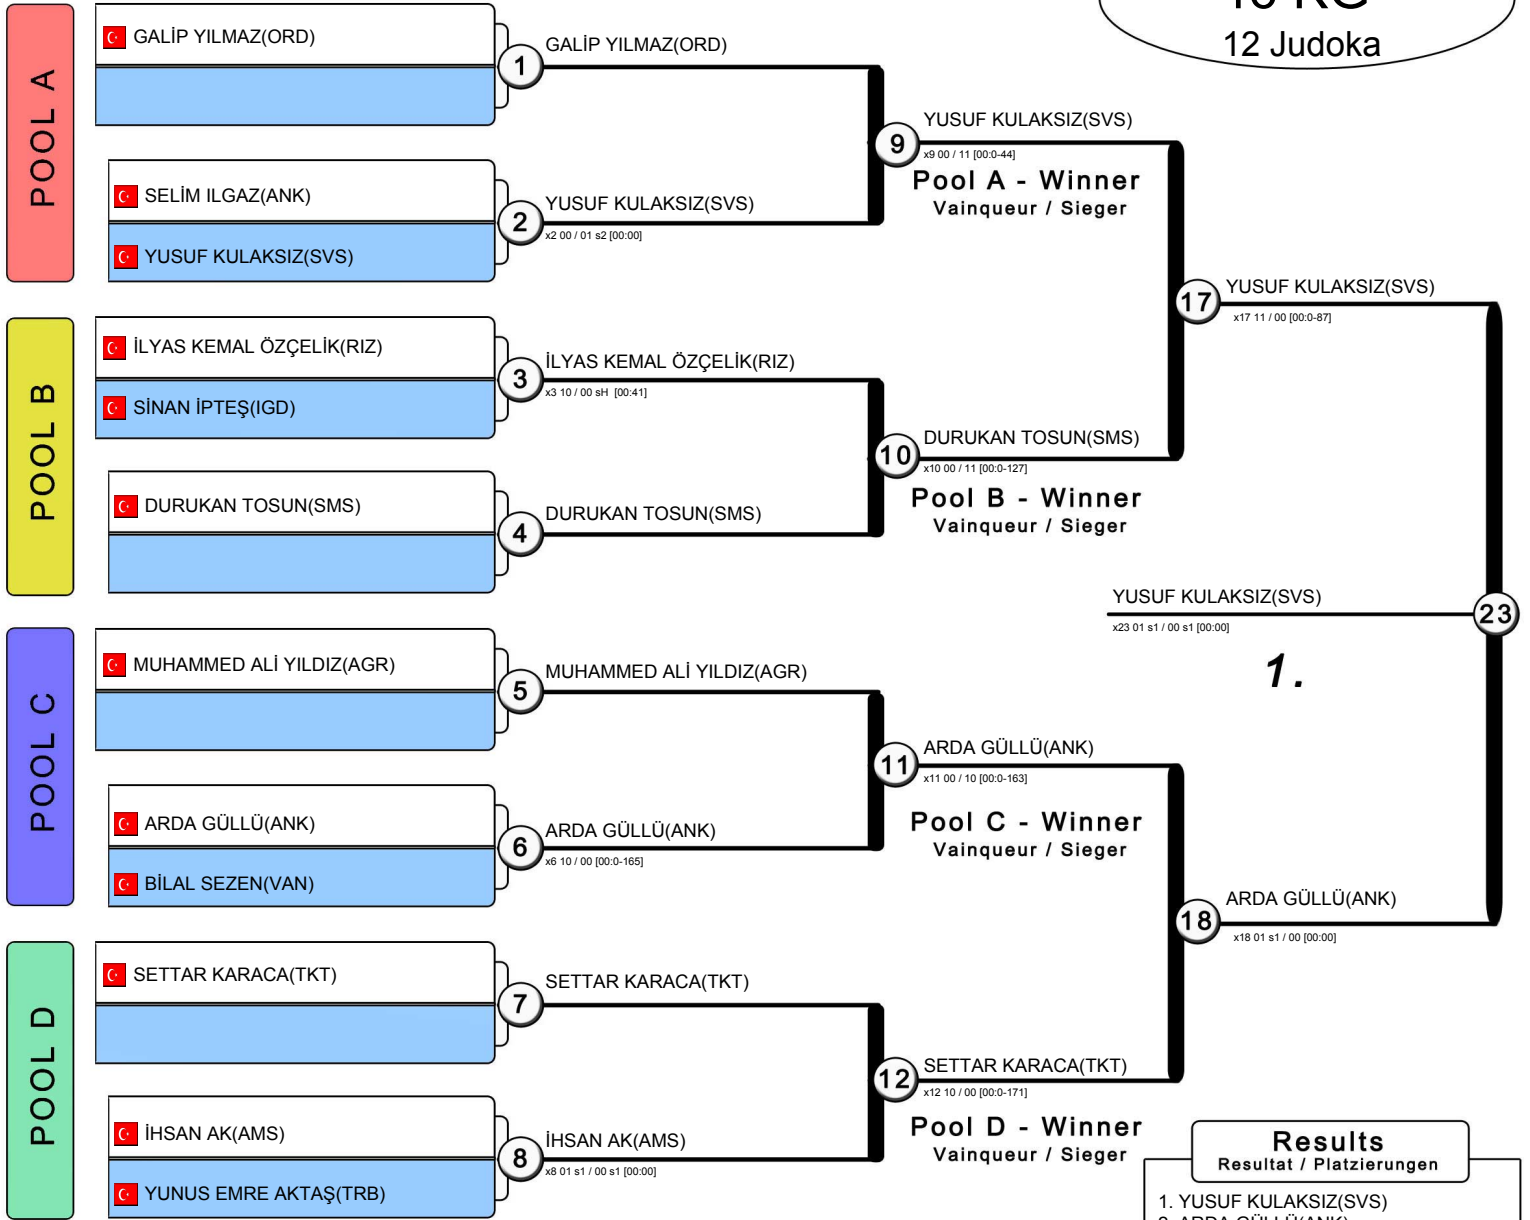 KG
12 Judoka
POOL A
GALİP YILMAZ(ORD)
1
GALİP YILMAZ(ORD)
SELİM ILGAZ(ANK)
YUSUF KULAKSIZ(SVS)
2
YUSUF KULAKSIZ(SVS)
x2 00 / 01 s2 [00:00]
9
YUSUF KULAKSIZ(SVS)
x9 00 / 11 [00:0-44]
Pool A - Winner
Vainqueur / Sieger
POOL B
İLYAS KEMAL ÖZÇELİK(RIZ)
SİNAN İPTEŞ(IGD)
3
İLYAS KEMAL ÖZÇELİK(RIZ)
x3 10 / 00 sH [00:41]
DURUKAN TOSUN(SMS)
4
DURUKAN TOSUN(SMS)
10
DURUKAN TOSUN(SMS)
x10 00 / 11 [00:0-127]
Pool B - Winner
Vainqueur / Sieger
17
YUSUF KULAKSIZ(SVS)
x17 11 / 00 [00:0-87]
POOL C
MUHAMMED ALİ YILDIZ(AGR)
5
MUHAMMED ALİ YILDIZ(AGR)
ARDA GÜLLÜ(ANK)
BİLAL SEZEN(VAN)
6
ARDA GÜLLÜ(ANK)
x6 10 / 00 [00:0-165]
11
ARDA GÜLLÜ(ANK)
x11 00 / 10 [00:0-163]
Pool C - Winner
Vainqueur / Sieger
POOL D
SETTAR KARACA(TKT)
7
SETTAR KARACA(TKT)
İHSAN AK(AMS)
YUNUS EMRE AKTAŞ(TRB)
8
İHSAN AK(AMS)
x8 01 s1 / 00 s1 [00:00]
12
SETTAR KARACA(TKT)
x12 10 / 00 [00:0-171]
Pool D - Winner
Vainqueur / Sieger
18
ARDA GÜLLÜ(ANK)
x18 01 s1 / 00 [00:00]
YUSUF KULAKSIZ(SVS)
23
x23 01 s1 / 00 s1 [00:00]
1.
Results
Resultat / Platzierungen
1. YUSUF KULAKSIZ(SVS)
2. ARDA GÜLLÜ(ANK)